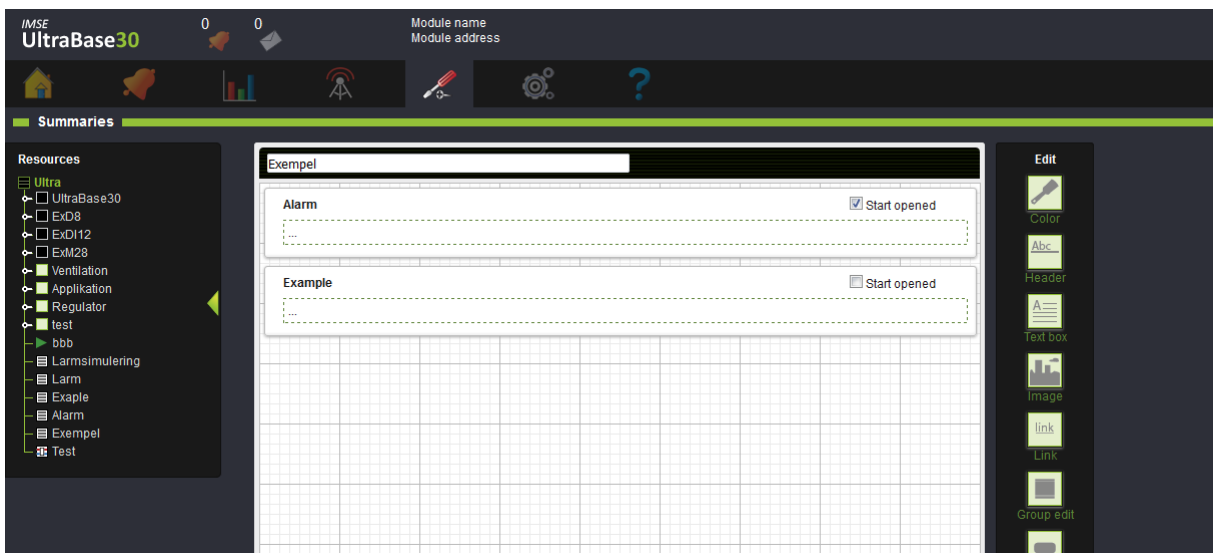 IMSE
UltraBase30
0
0
Module name
Module address
?
Summaries
Resources
Ultra
UltraBase30
ExD8
ExDI12
ExM28
Ventilation
Applikation
Regulator
test
bbb
Larmsimulering
Larm
Exaple
Alarm
Exempel
Test
Exempel
Alarm
Start opened
...
Example
Start opened
...
Edit
Color
Abc
Header
A
Text box
Image
link
Link
Group edit